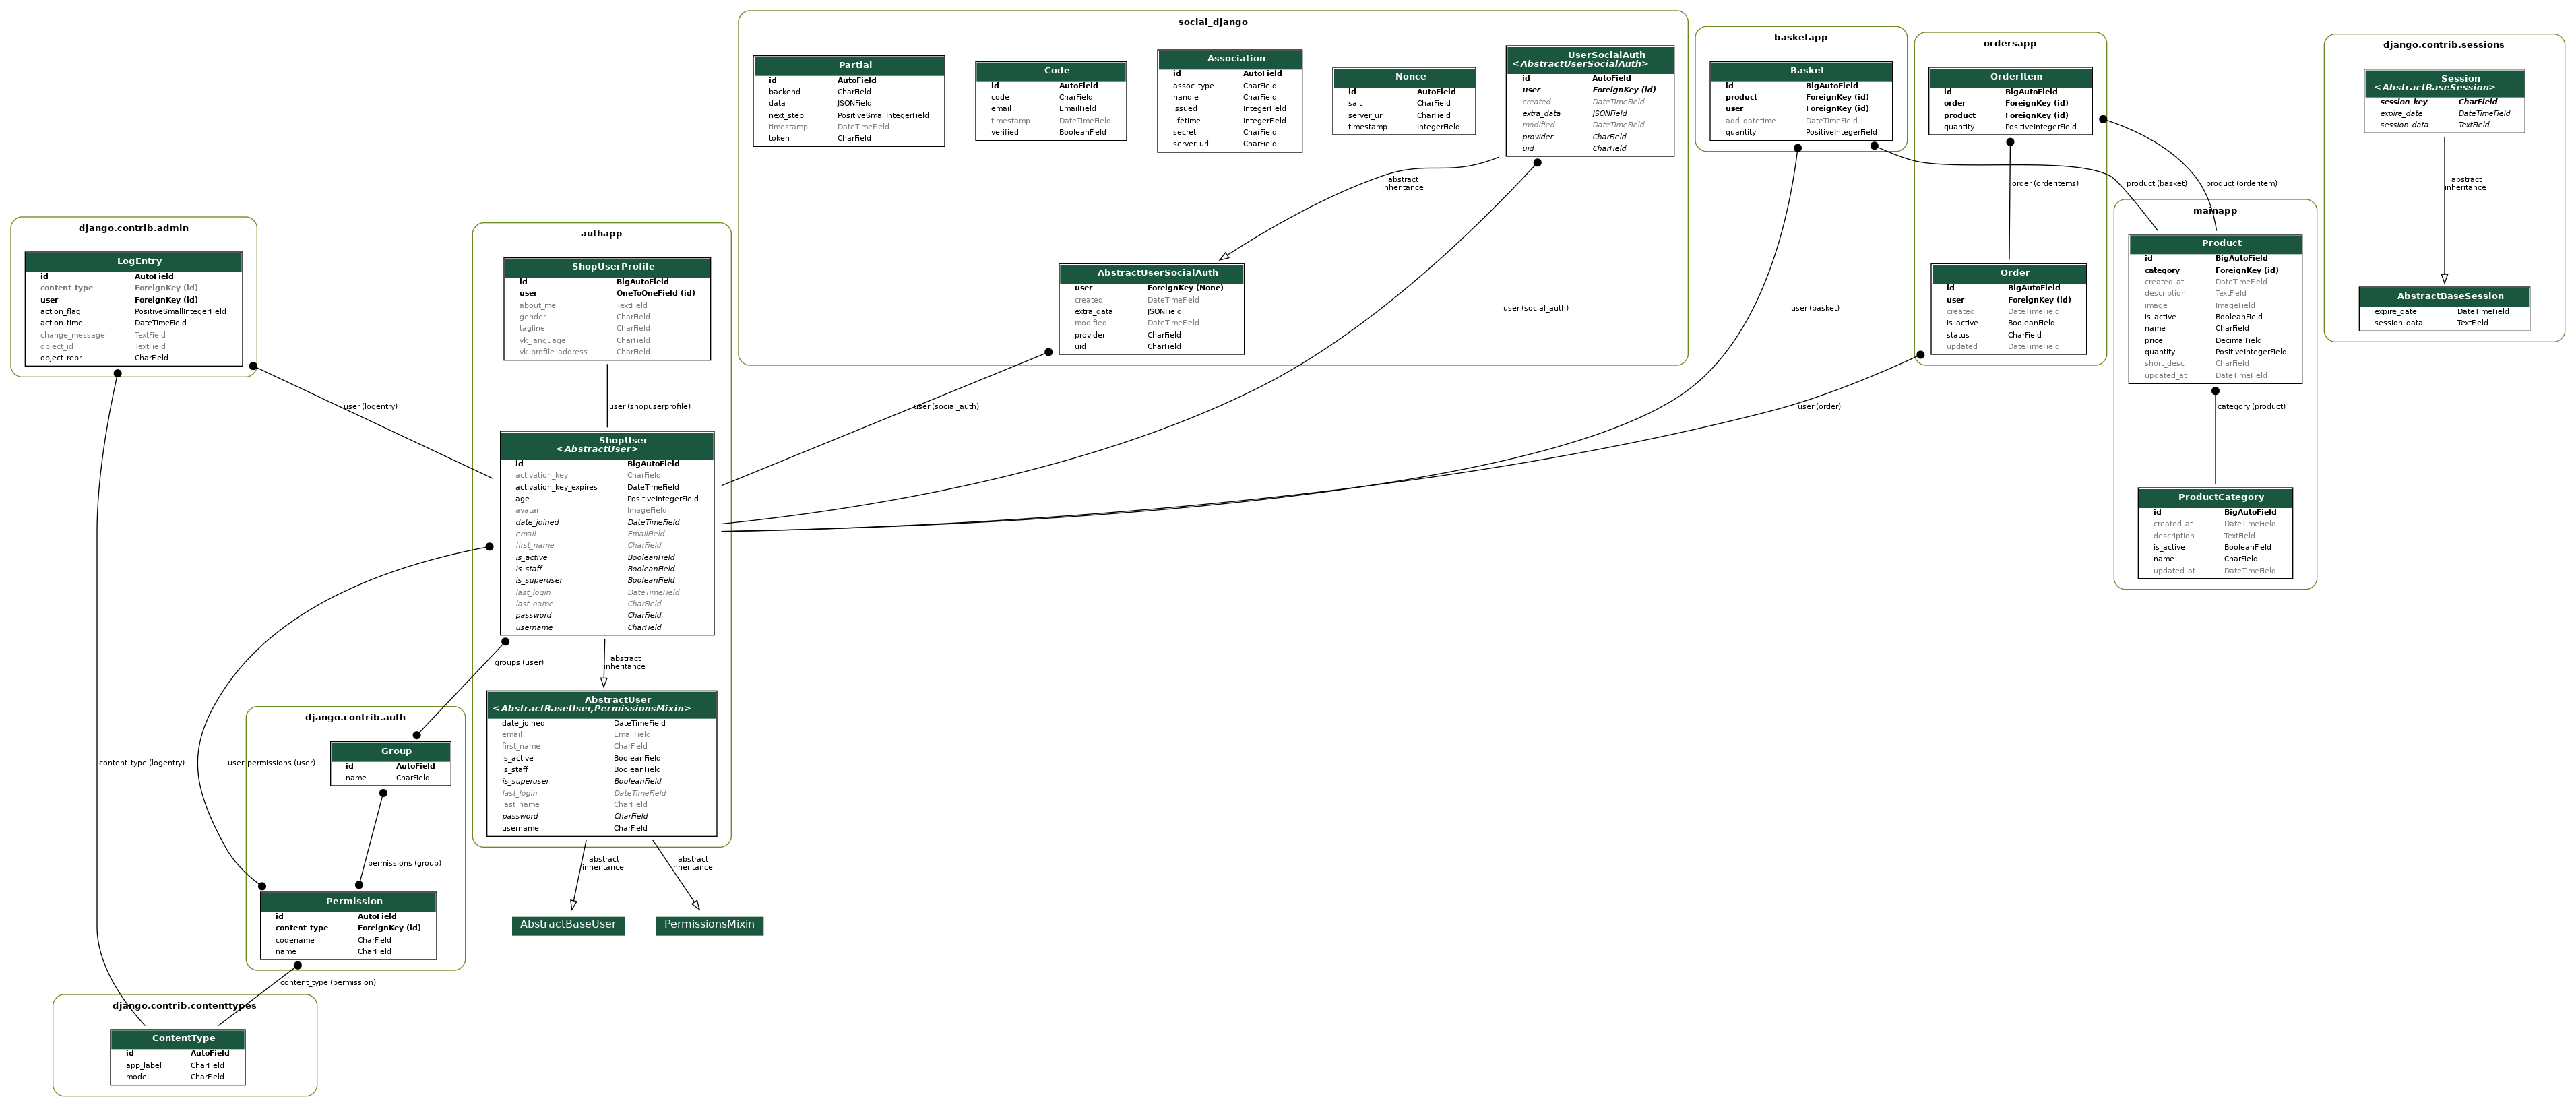 social_django
Partial
id AutoField
backend CharField
data JSONField
next_step PositiveSmallIntegerField
timestamp DateTimeField
token CharField
Code
id AutoField
code CharField
email EmailField
timestamp DateTimeField
verified BooleanField
Association
id AutoField
assoc_type CharField
handle CharField
issued IntegerField
lifetime IntegerField
secret CharField
server_url CharField
Nonce
id AutoField
salt CharField
server_url CharField
timestamp IntegerField
UserSocialAuth
<AbstractUserSocialAuth>
id AutoField
user ForeignKey (id)
created DateTimeField
extra_data JSONField
modified DateTimeField
provider CharField
uid CharField
abstract
inheritance
AbstractUserSocialAuth
user ForeignKey (None)
created DateTimeField
extra_data JSONField
modified DateTimeField
provider CharField
uid CharField
basketapp
Basket
id BigAutoField
product ForeignKey (id)
user ForeignKey (id)
add_datetime DateTimeField
quantity PositiveIntegerField
ordersapp
OrderItem
id BigAutoField
order ForeignKey (id)
product ForeignKey (id)
quantity PositiveIntegerField
order (orderitems)
Order
id BigAutoField
user ForeignKey (id)
created DateTimeField
is_active BooleanField
status CharField
updated DateTimeField
product (basket)
product (orderitem)
mainapp
Product
id BigAutoField
category ForeignKey (id)
created_at DateTimeField
description TextField
image ImageField
is_active BooleanField
name CharField
price DecimalField
quantity PositiveIntegerField
short_desc CharField
updated_at DateTimeField
category (product)
ProductCategory
id BigAutoField
created_at DateTimeField
description TextField
is_active BooleanField
name CharField
updated_at DateTimeField
django.contrib.sessions
Session
<AbstractBaseSession>
session_key CharField
expire_date DateTimeField
session_data TextField
abstract
inheritance
AbstractBaseSession
expire_date DateTimeField
session_data TextField
django.contrib.admin
LogEntry
id AutoField
content_type ForeignKey (id)
user ForeignKey (id)
action_flag PositiveSmallIntegerField
action_time DateTimeField
change_message TextField
object_id TextField
object_repr CharField
user (logentry)
authapp
ShopUserProfile
id BigAutoField
user OneToOneField (id)
about_me TextField
gender CharField
tagline CharField
vk_language CharField
vk_profile_address CharField
user (shopuserprofile)
user (social_auth)
user (social_auth)
user (basket)
user (order)
ShopUser
<AbstractUser>
id BigAutoField
activation_key CharField
activation_key_expires DateTimeField
age PositiveIntegerField
avatar ImageField
date_joined DateTimeField
email EmailField
first_name CharField
is_active BooleanField
is_staff BooleanField
is_superuser BooleanField
last_login DateTimeField
last_name CharField
password CharField
username CharField
groups (user)
abstract
inheritance
AbstractUser
<AbstractBaseUser,PermissionsMixin>
date_joined DateTimeField
email EmailField
first_name CharField
is_active BooleanField
is_staff BooleanField
is_superuser BooleanField
last_login DateTimeField
last_name CharField
password CharField
username CharField
abstract
inheritance
abstract
inheritance
AbstractBaseUser
PermissionsMixin
django.contrib.auth
Group
id AutoField
name CharField
content_type (logentry)
user_permissions (user)
permissions (group)
Permission
id AutoField
content_type ForeignKey (id)
codename CharField
name CharField
content_type (permission)
django.contrib.contenttypes
ContentType
id AutoField
app_label CharField
model CharField